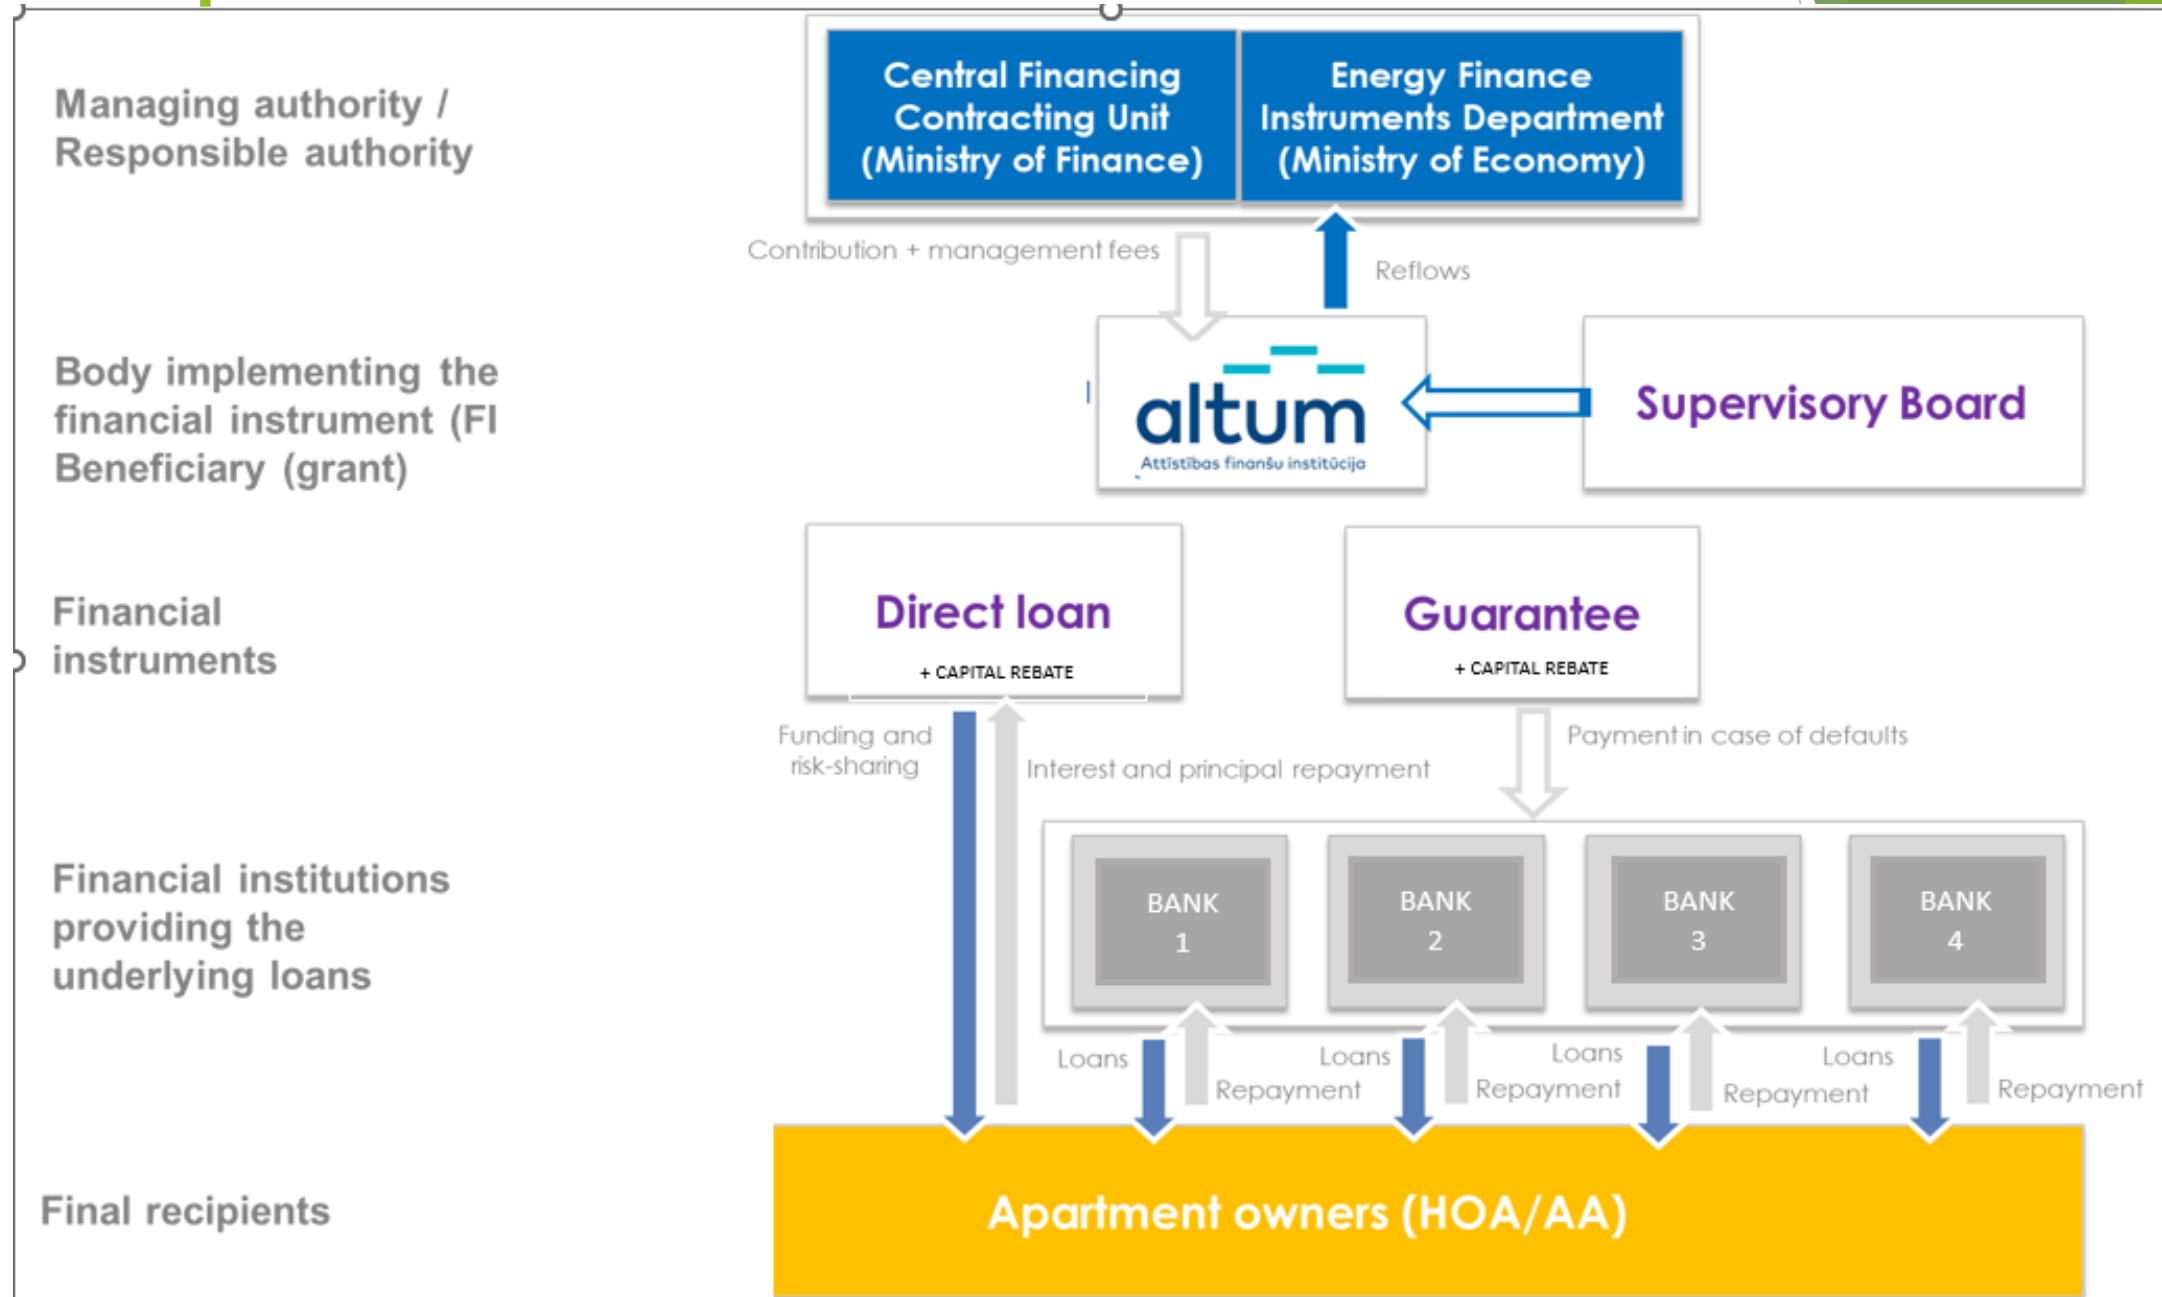 Managing authority /
Responsible authority
Central Financing
Contracting Unit
(Ministry of Finance)
Energy Finance
Instruments Department
(Ministry of Economy)
Contribution + management fees
Reflows
Body implementing the
financial instrument (FI
Beneficiary (grant)
altum
Attīstības finanšu institūcija
Supervisory Board
Financial
instruments
Direct loan
+ CAPITAL REBATE
Guarantee
+ CAPITAL REBATE
Funding and
risk-sharing
Interest and principal repayment
Payment in case of defaults
Financial institutions
providing the
underlying loans
BANK
1
BANK
2
BANK
3
BANK
4
Loans
Repayment
Loans
Repayment
Loans
Repayment
Loans
Repayment
Final recipients
Apartment owners (HOA/AA)